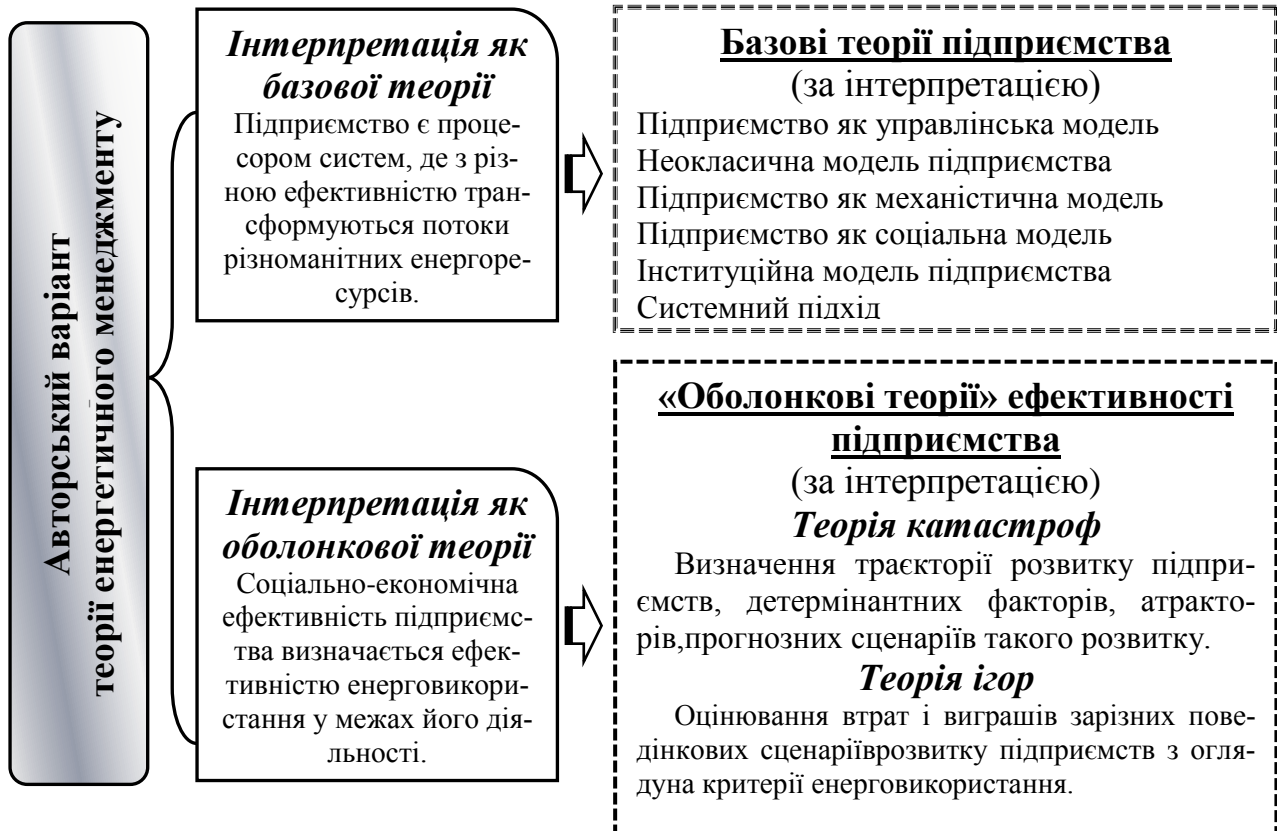 Авторський варіант
теорії енергетичного менеджменту
Інтерпретація як
базової теорії
Підприємство є проце-
сором систем, де з різ-
ною ефективністю тран-
сформуються потоки
різноманітних енергоре-
сурсів.
Базові теорії підприємства
(за інтерпретацією)
Підприємство як управлінська модель
Неокласична модель підприємства
Підприємство як механістична модель
Підприємство як соціальна модель
Інституційна модель підприємства
Системний підхід
Інтерпретація як
оболонкової теорії
Соціально-економічна
ефективність підприємс-
тва визначається ефек-
тивністю енерговикори-
стання у межах його дія-
льності.
«Оболонкові теорії» ефективності
підприємства
(за інтерпретацією)
Теорія катастроф
Визначення траєкторії розвитку підпри-
ємств, детермінантних факторів, атракто-
рів,прогнозних сценаріїв такого розвитку.
Теорія ігор
Оцінювання втрат і виграшів зарізних пове-
дінкових сценаріїврозвитку підприємств з огля-
дуна критерії енерговикористання.